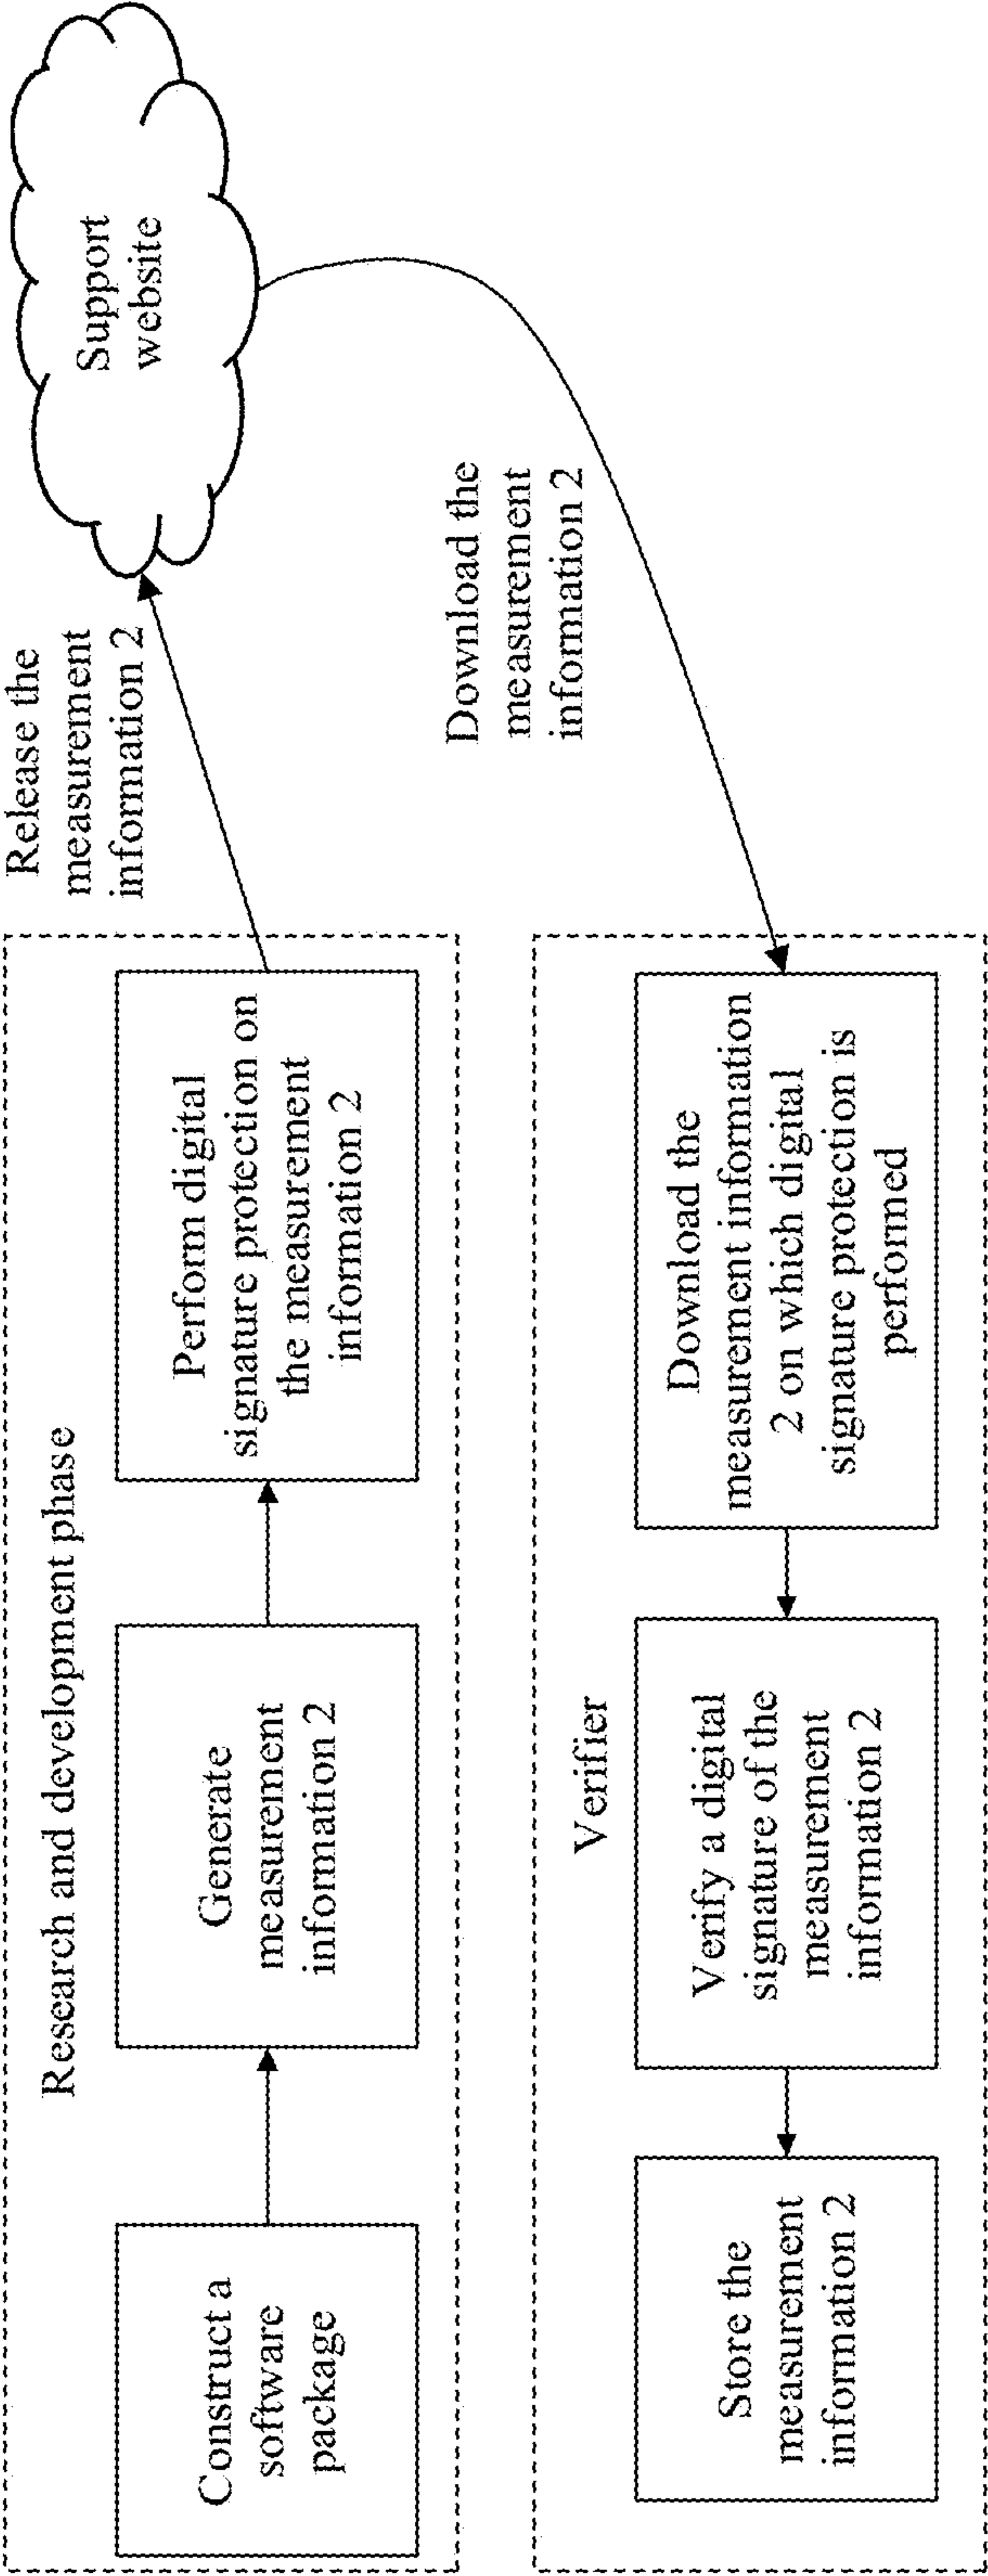 Research and development phase
Construct a
software
package
Generate
measurement
information 2
Perform digital
signature protection on
the measurement
information 2
Release the
measurement
information 2
Support
website
Download the
measurement
information 2
Verifier
Download the
measurement information
2 on which digital
signature protection is
performed
Verify a digital
signature of the
measurement
information 2
Store the
measurement
information 2